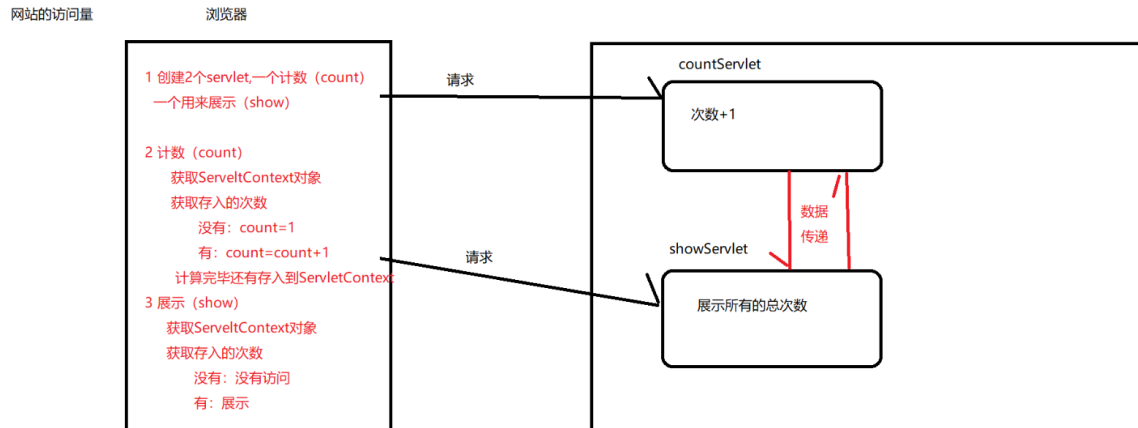 网站的访问量
浏览器
1 创建2个servlet,一个计数（count）
一个用来展示（show）
2 计数（count）
获取ServeltContext对象
获取存入的次数
没有：count=1
有：count=count+1
计算完毕还有存入到ServletContext
3 展示（show）
获取ServeltContext对象
获取存入的次数
没有：没有访问
有：展示
请求
请求
countServlet
次数+1
数据
传递
showServlet
展示所有的总次数